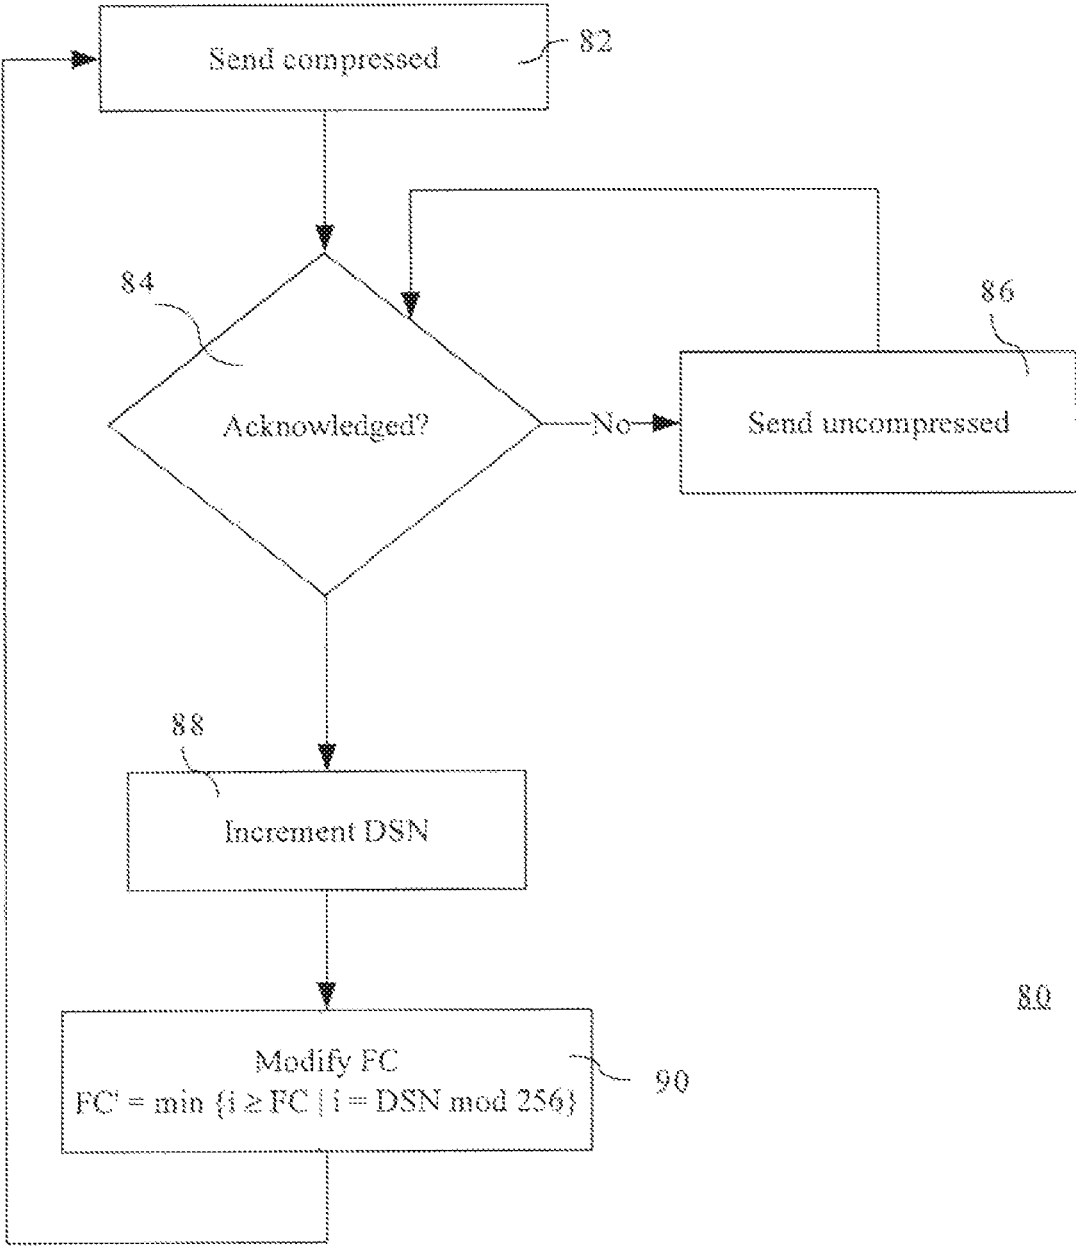 Send compressed
82
84
Acknowledged?
No
86
Send uncompressed
88
Increment DSN
80
Modify FC
FC' = min {i ≥ FC | i = DSN mod 256}
90